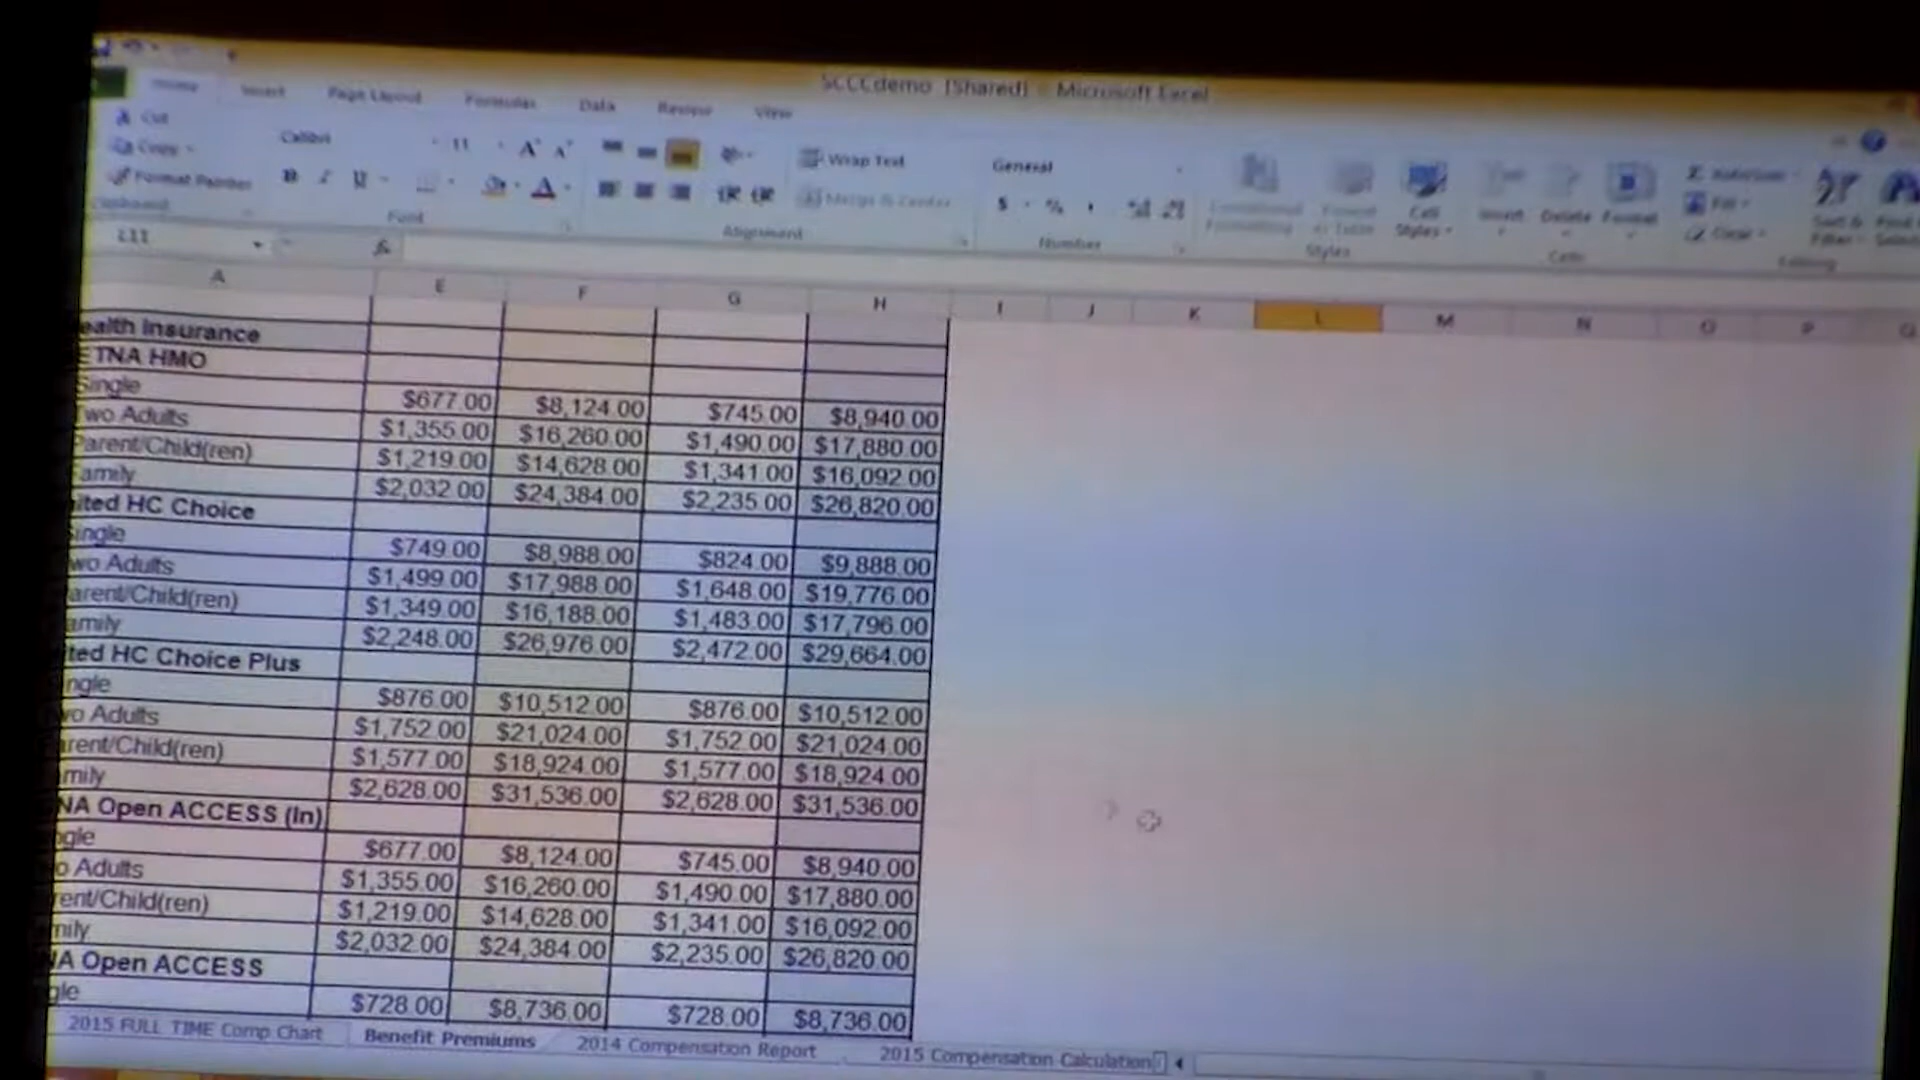 SCCCdemo [Shared] - Microsoft Excel
Home Insert Page Layout Formulas Data Review View
Cut
Copy
Format Painter
Calibri 11
Wrap Text
Merge & Center
General
Font Alignment Number Styles Cells Editing
L11 fx
A E F G H I J K L M N O P Q
ealth Insurance
ETNA HMO
Single $677.00 $8,124.00 $745.00 $8,940.00
Two Adults $1,355.00 $16,260.00 $1,490.00 $17,880.00
Parent/Child(ren) $1,219.00 $14,628.00 $1,341.00 $16,092.00
Family $2,032.00 $24,384.00 $2,235.00 $26,820.00
ited HC Choice
Single $749.00 $8,988.00 $824.00 $9,888.00
wo Adults $1,499.00 $17,988.00 $1,648.00 $19,776.00
arent/Child(ren) $1,349.00 $16,188.00 $1,483.00 $17,796.00
amily $2,248.00 $26,976.00 $2,472.00 $29,664.00
ted HC Choice Plus
ngle $876.00 $10,512.00 $876.00 $10,512.00
wo Adults $1,752.00 $21,024.00 $1,752.00 $21,024.00
arent/Child(ren) $1,577.00 $18,924.00 $1,577.00 $18,924.00
mily $2,628.00 $31,536.00 $2,628.00 $31,536.00
NA Open ACCESS (In)
ngle $677.00 $8,124.00 $745.00 $8,940.00
o Adults $1,355.00 $16,260.00 $1,490.00 $17,880.00
rent/Child(ren) $1,219.00 $14,628.00 $1,341.00 $16,092.00
mily $2,032.00 $24,384.00 $2,235.00 $26,820.00
NA Open ACCESS
gle $728.00 $8,736.00 $728.00 $8,736.00
2015 FULL TIME Comp Chart Benefit Premiums 2014 Compensation Report 2015 Compensation Calculation